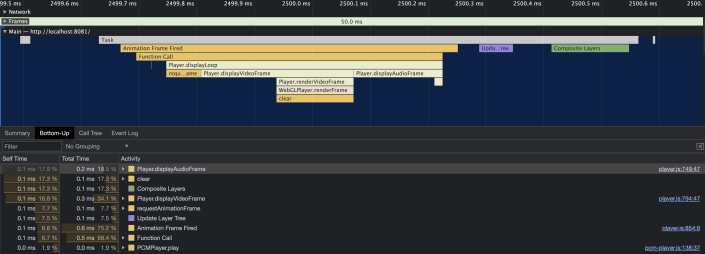 99.5 ms 2499.6 ms 2499.7 ms 2499.8 ms 2499.9 ms 2500.0 ms 2500.1 ms 2500.2 ms 2500.3 ms 2500.4 ms 2500.5 ms 2500.6 ms 2500.
▶ Network
▶ Frames 50.0 ms
▼ Main — http://localhost:8081/
Task
Animation Frame Fired Upda...ree Composite Layers
Function Call
Player.displayLoop
requ...ame Player.displayVideoFrame Player.displayAudioFrame
Player.renderVideoFrame
WebGLPlayer.renderFrame
clear
Summary Bottom-Up Call Tree Event Log
Filter No Grouping ▼
Self Time Total Time Activity
0.1 ms 17.9 % 0.2 ms 19.9 % ▶ Player.displayAudioFrame player.js:749:47
0.1 ms 17.3 % 0.1 ms 17.3 % ▶ clear
0.1 ms 17.3 % 0.1 ms 17.3 % Composite Layers
0.1 ms 16.8 % 0.3 ms 34.1 % ▶ Player.displayVideoFrame player.js:794:47
0.1 ms 7.7 % 0.1 ms 7.7 % ▶ requestAnimationFrame
0.1 ms 7.5 % 0.1 ms 7.5 % Update Layer Tree
0.1 ms 6.8 % 0.6 ms 75.2 % Animation Frame Fired player.js:854:9
0.1 ms 6.7 % 0.5 ms 68.4 % ▶ Function Call
0.0 ms 1.9 % 0.0 ms 1.9 % ▶ PCMPlayer.play pcm-player.js:136:37